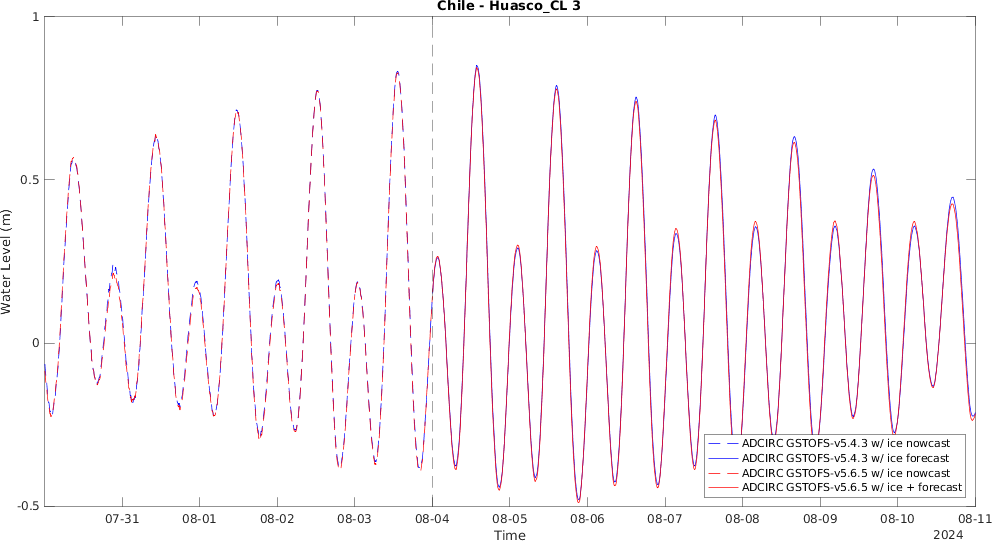 Chile - Huasco_CL 3
1
0.5
0
-0.5
Water Level (m)
07-31 08-01 08-02 08-03 08-04 08-05 08-06 08-07 08-08 08-09 08-10 08-11
Time
2024
ADCIRC GSTOFS-v5.4.3 w/ ice nowcast
ADCIRC GSTOFS-v5.4.3 w/ ice forecast
ADCIRC GSTOFS-v5.6.5 w/ ice nowcast
ADCIRC GSTOFS-v5.6.5 w/ ice + forecast